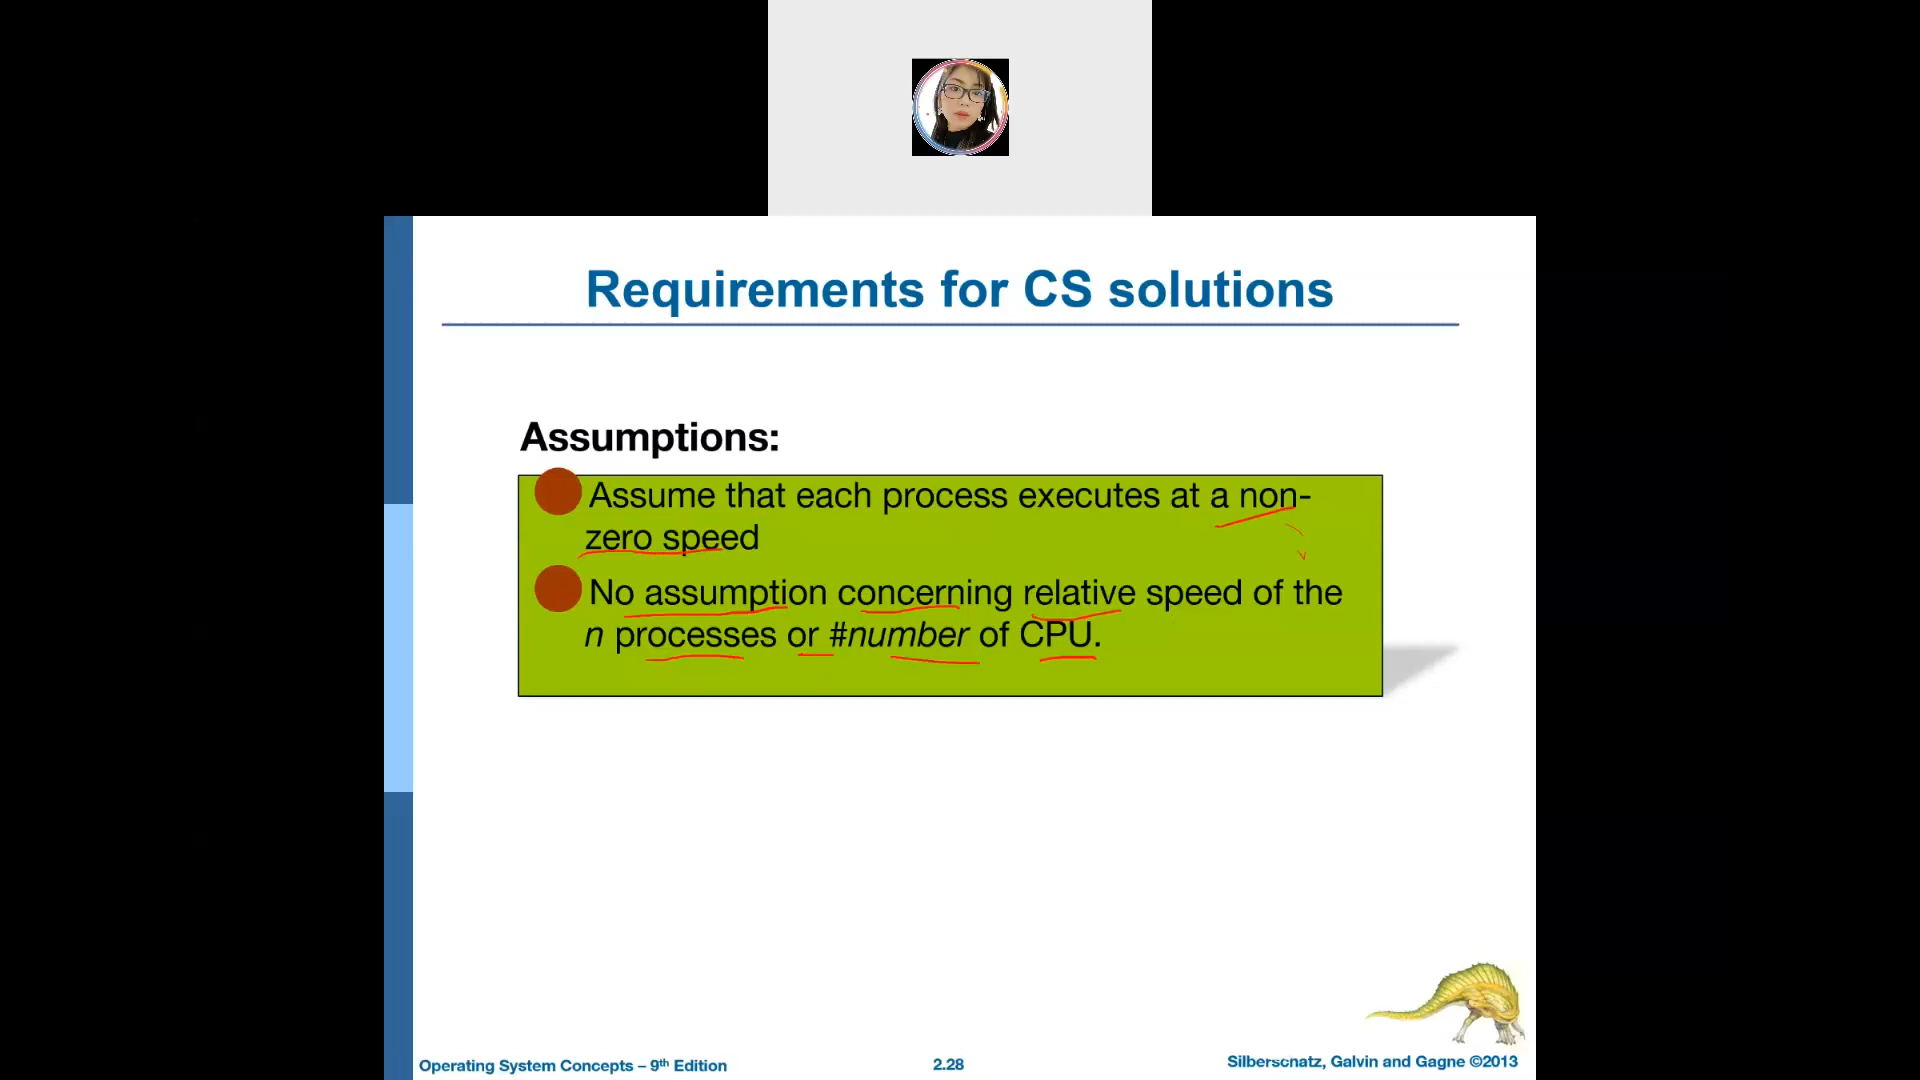 Requirements for CS solutions
Assumptions:
Assume that each process executes at a non-
zero speed
No assumption concerning relative speed of the
n processes or #number of CPU.
Operating System Concepts – 9th Edition
2.28
Silberschatz, Galvin and Gagne ©2013